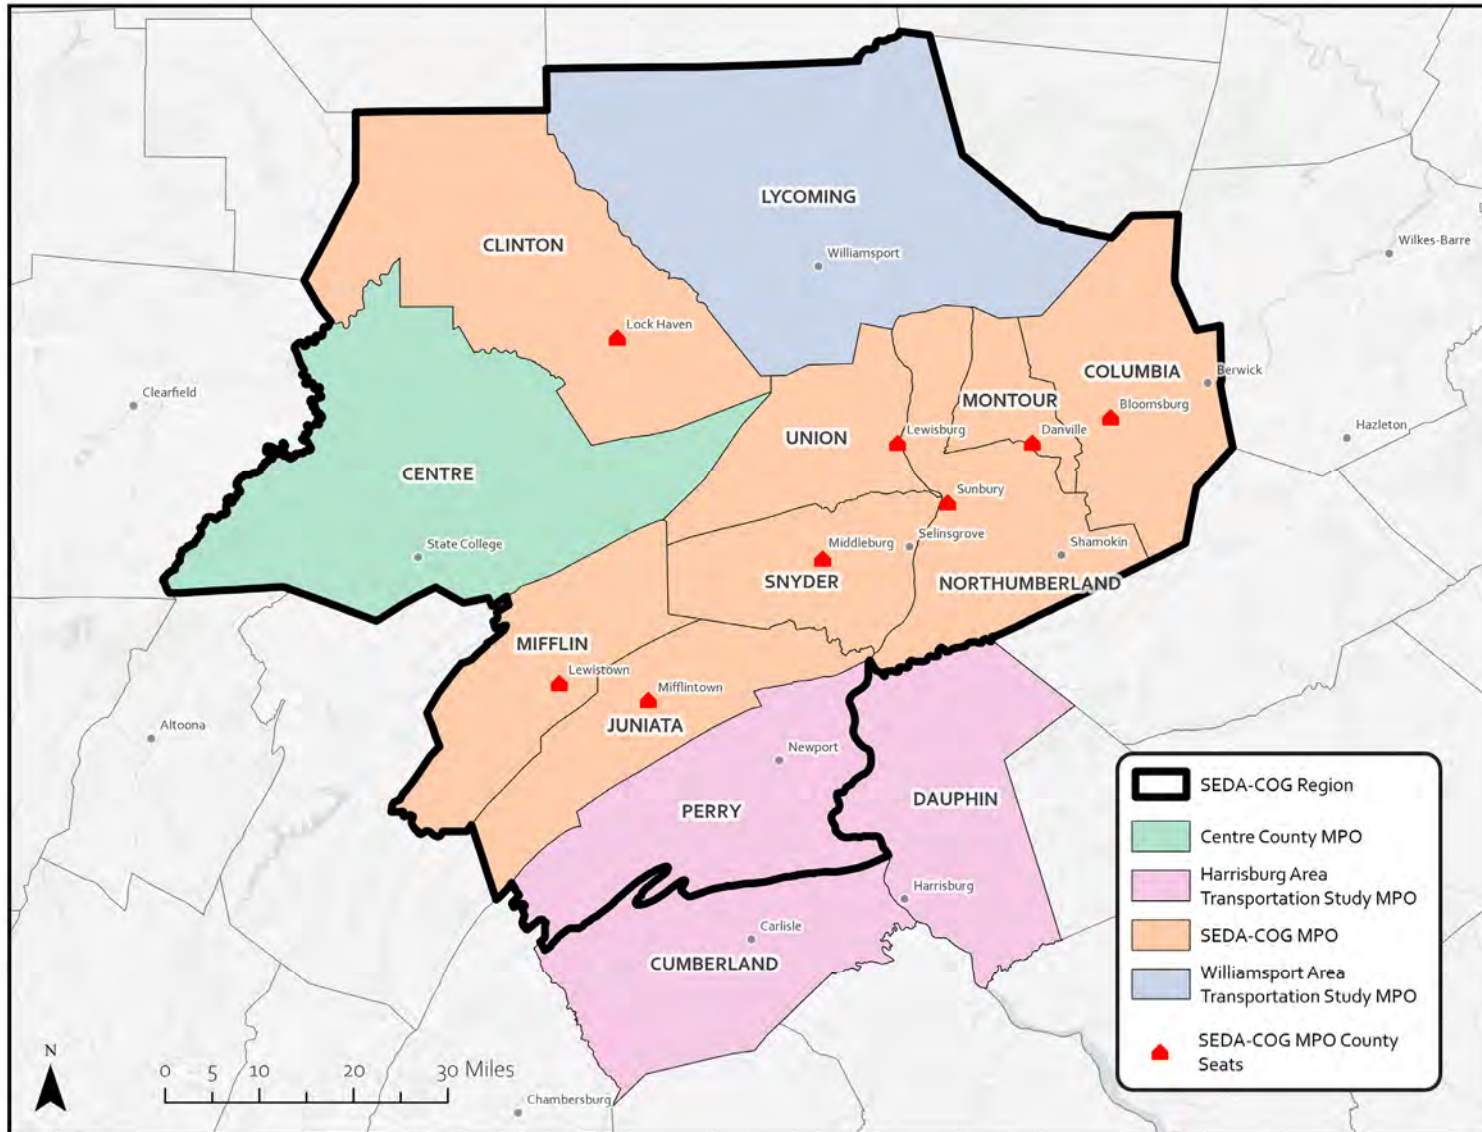 LYCOMING
CLINTON
Wilkes-Barre
Williamsport
Lock Haven
COLUMBIA
Berwick
Clearfield
MONTOUR
Bloomsburg
Hazleton
UNION
Lewisburg
Danville
CENTRE
Sunbury
State College
Middleburg
Selinsgrove
Shamokin
SNYDER
NORTHUMBERLAND
MIFFLIN
Lewistown
Mifflintown
Altoona
JUNIATA
Newport
PERRY
DAUPHIN
Harrisburg
Carlisle
CUMBERLAND
Chambersburg
N
0 5 10 20 30 Miles
SEDA-COG Region
Centre County MPO
Harrisburg Area
Transportation Study MPO
SEDA-COG MPO
Williamsport Area
Transportation Study MPO
SEDA-COG MPO County
Seats